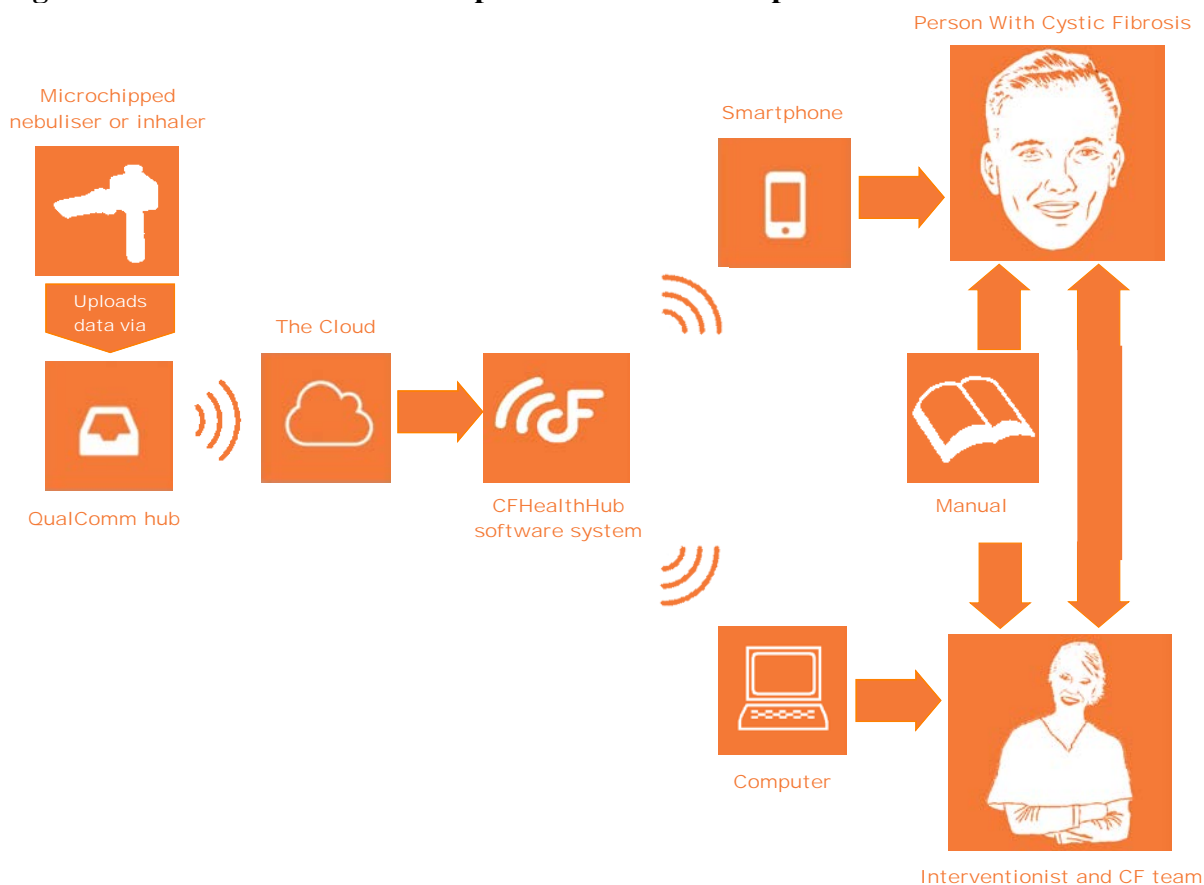 Person With Cystic Fibrosis
Microchipped
nebuliser or inhaler
Smartphone
Uploads
data via
The Cloud
CF
QualComm hub
CFHealthHub
software system
Manual
Computer
Interventionist and CF team